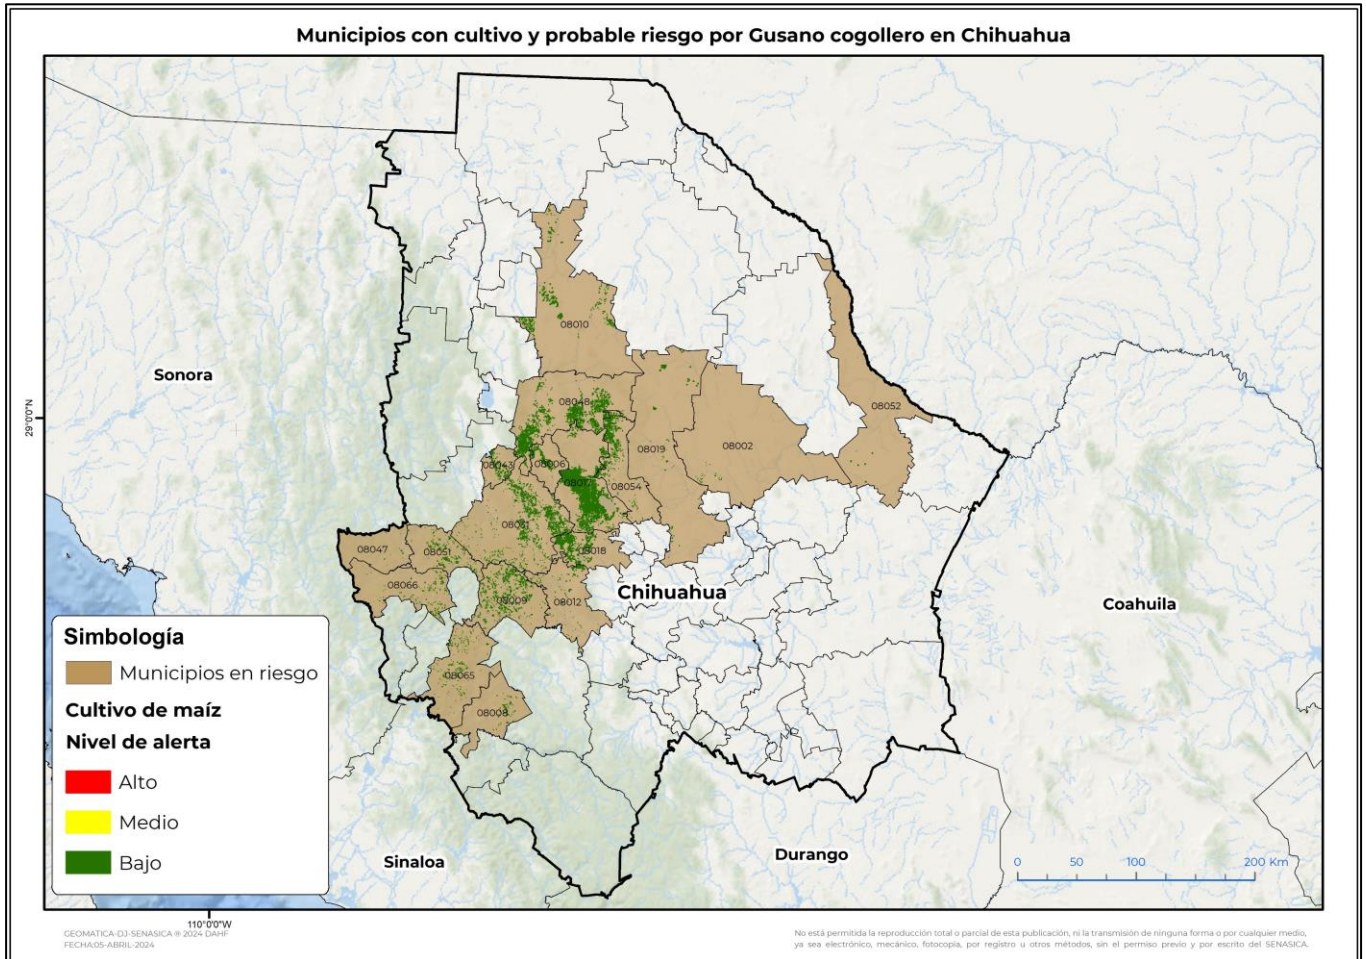 Municipios con cultivo y probable riesgo por Gusano cogollero en Chihuahua
08010
Sonora
29°0'0"N
08052
08048
08002
08019
08043
08006
08017
08054
08031
08047
08051
08018
08066
08009
08012
Chihuahua
Coahuila
Simbología
Municipios en riesgo
08065
Cultivo de maíz
08008
Nivel de alerta
Alto
Medio
Bajo
Sinaloa
Durango
0 50 100 200 Km
110°0'0"W
GEOMATICA-DJ-SENASICA ® 2024 DAHF
FECHA:05-ABRIL-2024
No está permitida la reproducción total o parcial de esta publicación, ni la transmisión de ninguna forma o por cualquier medio,
ya sea electrónico, mecánico, fotocopia, por registro u otros métodos, sin el permiso previo y por escrito del SENASICA.